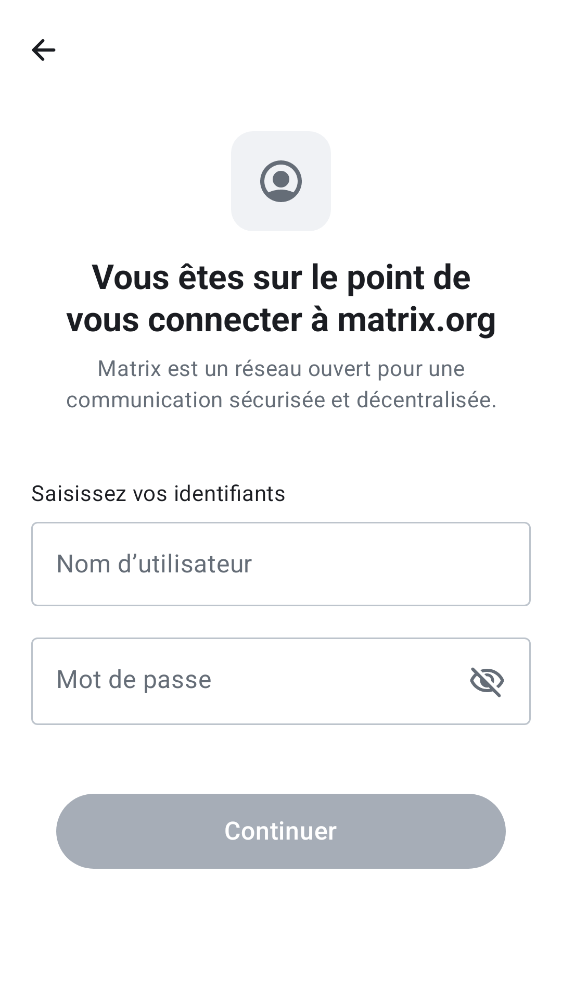 Vous êtes sur le point de
vous connecter à matrix.org
Matrix est un réseau ouvert pour une
communication sécurisée et décentralisée.
Saisissez vos identifiants
Nom d’utilisateur
Mot de passe
Continuer